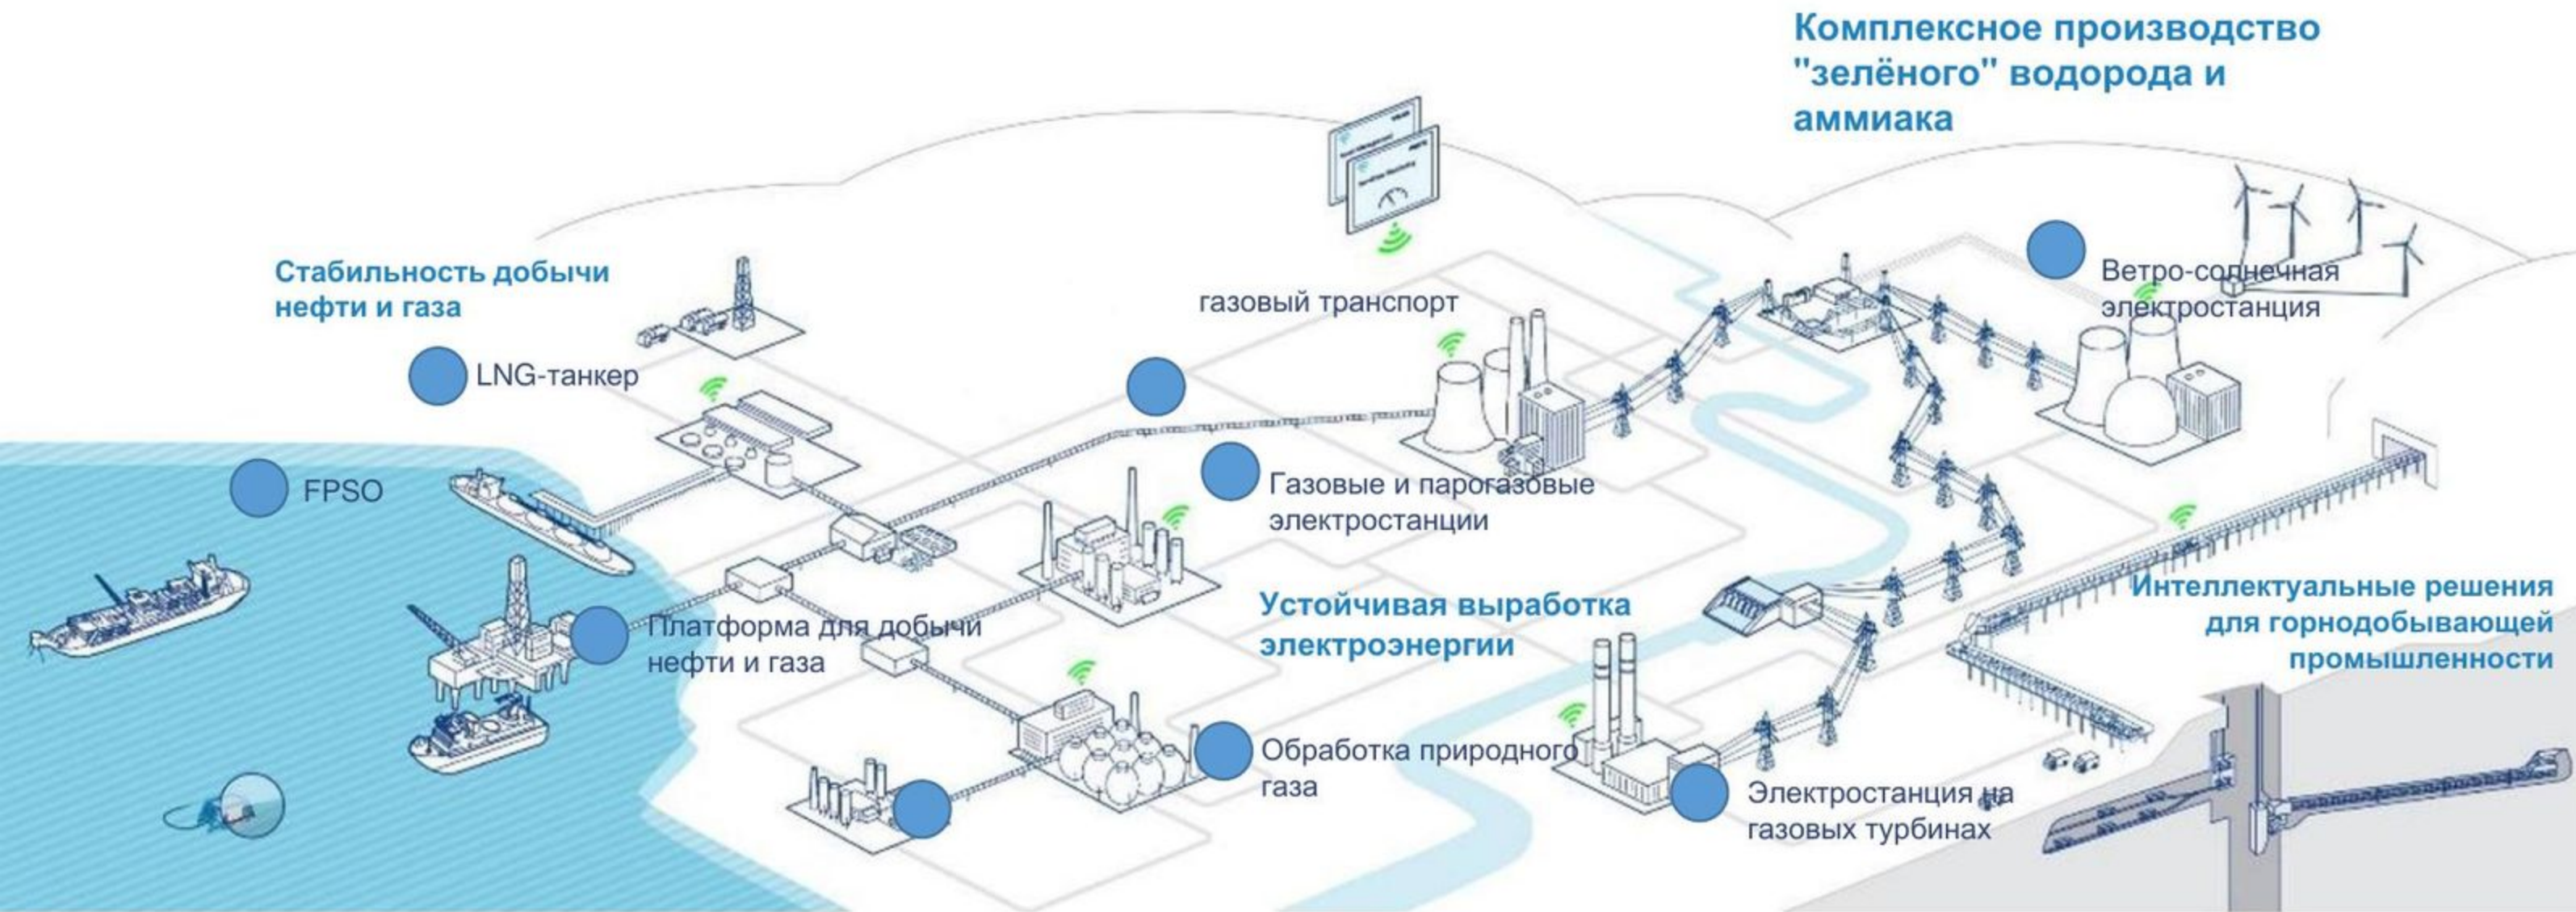 Комплексное производство
"зелёного" водорода и
аммиака
Стабильность добычи
нефти и газа
LNG-танкер
FPSO
газовый транспорт
Ветро-солнечная
электростанция
Газовые и парогазовые
электростанции
Платформа для добычи
нефти и газа
Устойчивая выработка
электроэнергии
Интеллектуальные решения
для горнодобывающей
промышленности
Обработка природного
газа
Электростанция на
газовых турбинах